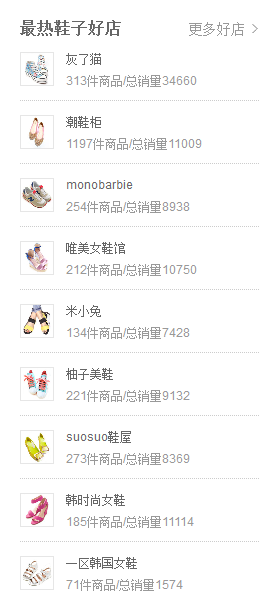 最热鞋子好店 更多好店 >
灰了猫
313件商品/总销量34660
潮鞋柜
1197件商品/总销量11009
monobarbie
254件商品/总销量8938
唯美女鞋馆
212件商品/总销量10750
米小兔
134件商品/总销量7428
柚子美鞋
221件商品/总销量9132
suosuo鞋屋
273件商品/总销量8369
韩时尚女鞋
185件商品/总销量11114
一区韩国女鞋
71件商品/总销量1574